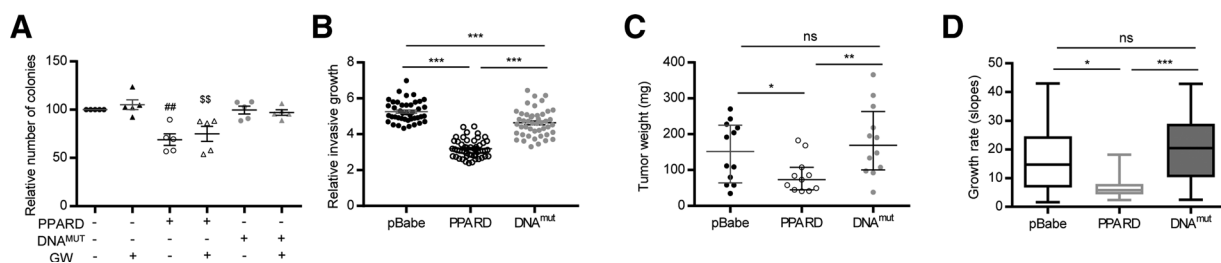 A
Relative number of colonies
150
100
50
0
##
$$
PPARD - - + + - -
DNAMUT - - - - + +
GW - + - + - +
B
Relative invasive growth
8
6
4
2
0
***
*** ***
pBabe PPARD DNAmut
C
Tumor weight (mg)
400
300
200
100
0
ns
**
*
pBabe PPARD DNAmut
D
Growth rate (slopes)
50
40
30
20
10
0
ns
* ***
pBabe PPARD DNAmut